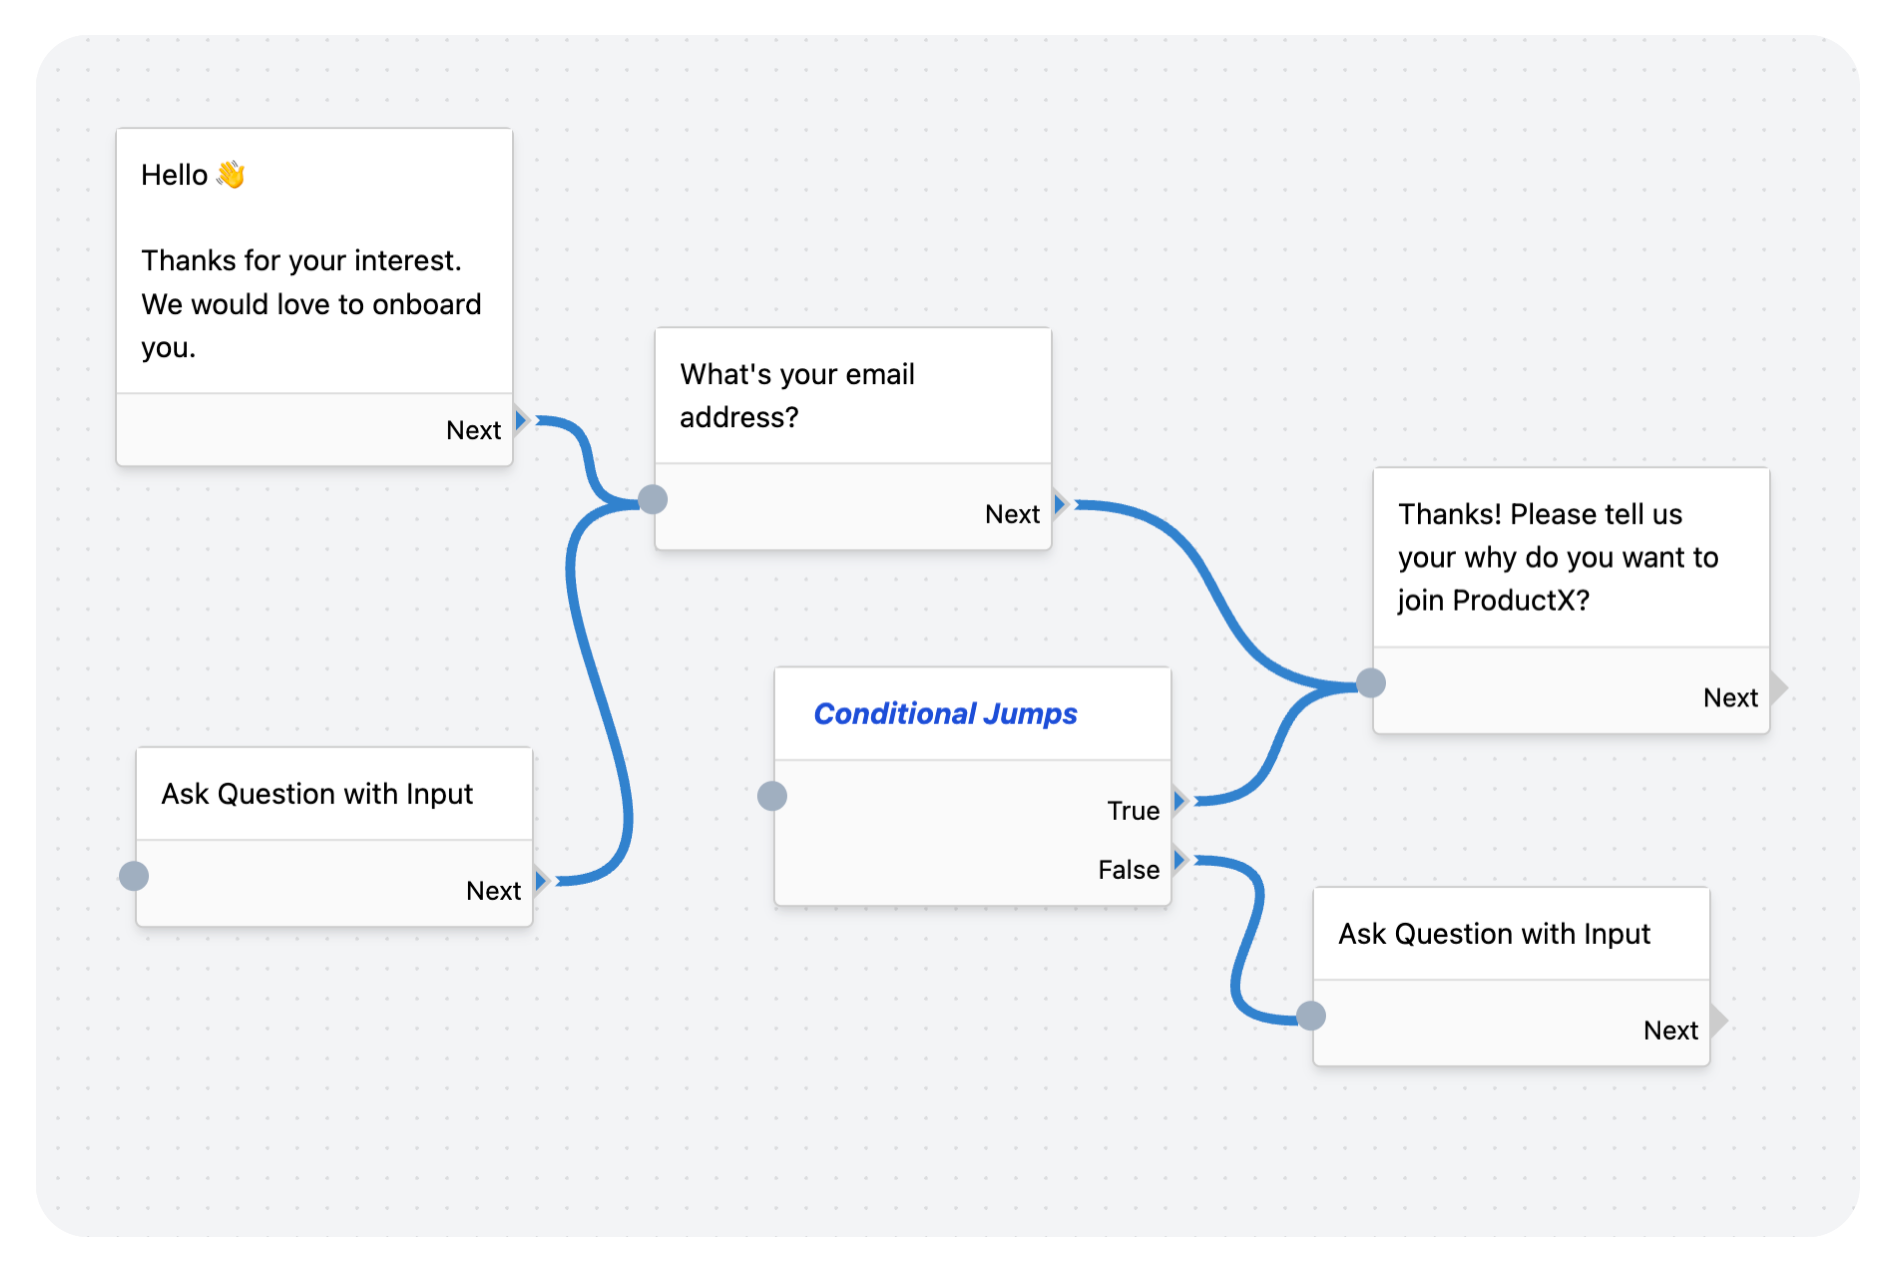 Hello 👋
Thanks for your interest.
We would love to onboard
you.
Next
What's your email
address?
Next
Thanks! Please tell us
your why do you want to
join ProductX?
Next
Conditional Jumps
True
False
Ask Question with Input
Next
Ask Question with Input
Next